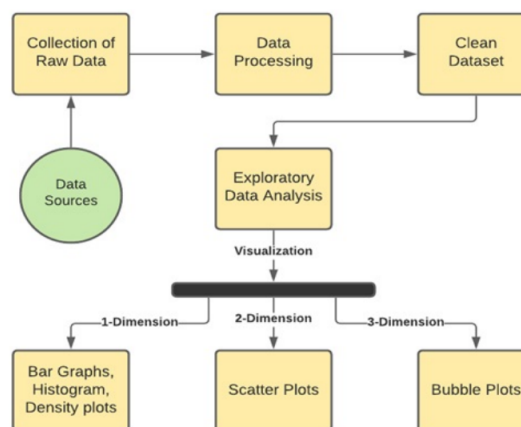 Collection of
Raw Data
Data
Processing
Clean
Dataset
Data
Sources
Exploratory
Data Analysis
Visualization
1-Dimension
2-Dimension
3-Dimension
Bar Graphs,
Histogram,
Density plots
Scatter Plots
Bubble Plots